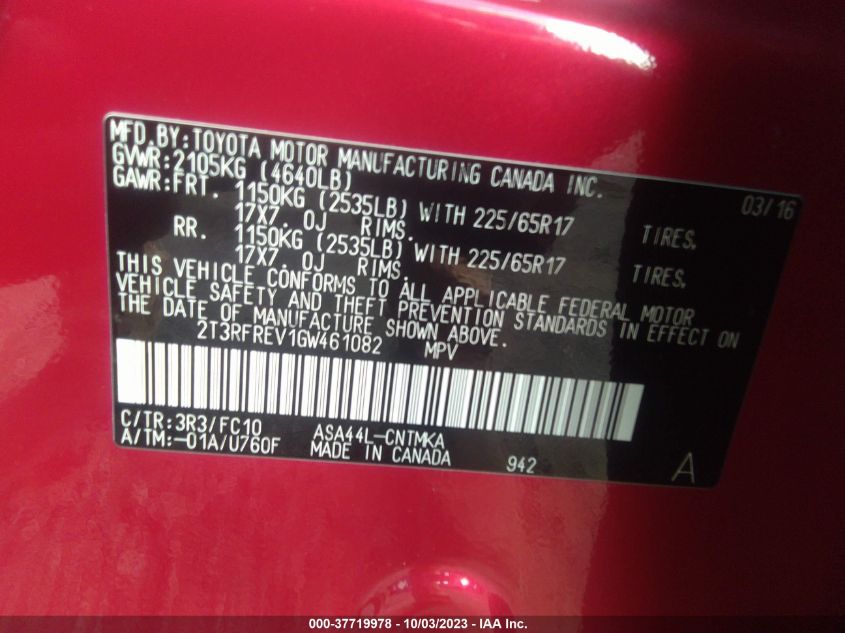 MFD.BY:TOYOTA MOTOR MANUFACTURING CANADA INC.
GVWR:2105KG (4640LB) 03/16
GAWR:FRT. 1150KG (2535LB) WITH 225/65R17 TIRES,
17X7.0J RIMS.
RR. 1150KG (2535LB) WITH 225/65R17 TIRES,
17X7.0J RIMS.
THIS VEHICLE CONFORMS TO ALL APPLICABLE FEDERAL MOTOR
VEHICLE SAFETY AND THEFT PREVENTION STANDARDS IN EFFECT ON
THE DATE OF MANUFACTURE SHOWN ABOVE.
2T3RFREV1GW461082 MPV
C/TR:3R3/FC10 ASA44L-CNTMKA
A/TM:-01A/U760F MADE IN CANADA 942 A
000-37719978 - 10/03/2023 - IAA Inc.